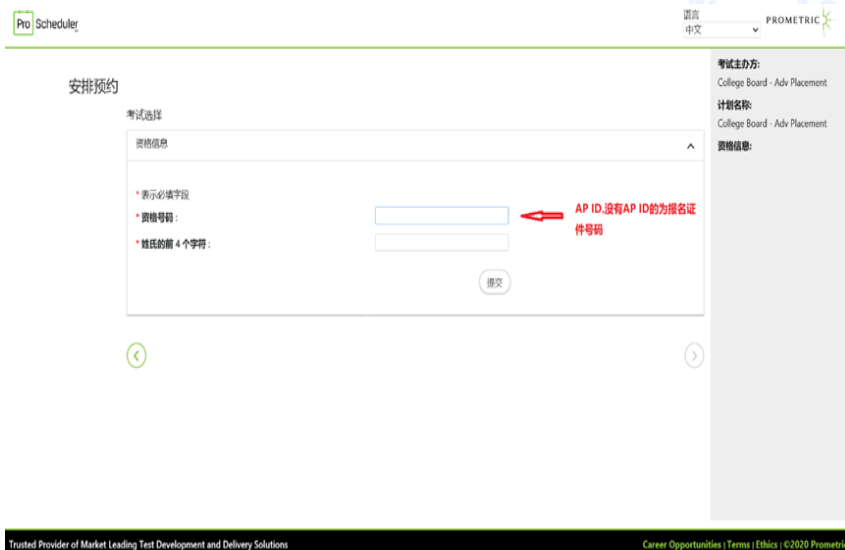 Pro Scheduler
语言
中文
PROMETRIC
安排预约
考试选择
资格信息
* 表示必填字段
* 资格号码 :
* 姓氏的前 4 个字符 :
AP ID.没有AP ID的为报名证
件号码
提交
考试主办方:
College Board - Adv Placement
计划名称:
College Board - Adv Placement
资格信息:
Trusted Provider of Market Leading Test Development and Delivery Solutions
Career Opportunities | Terms | Ethics | ©2020 Prometri